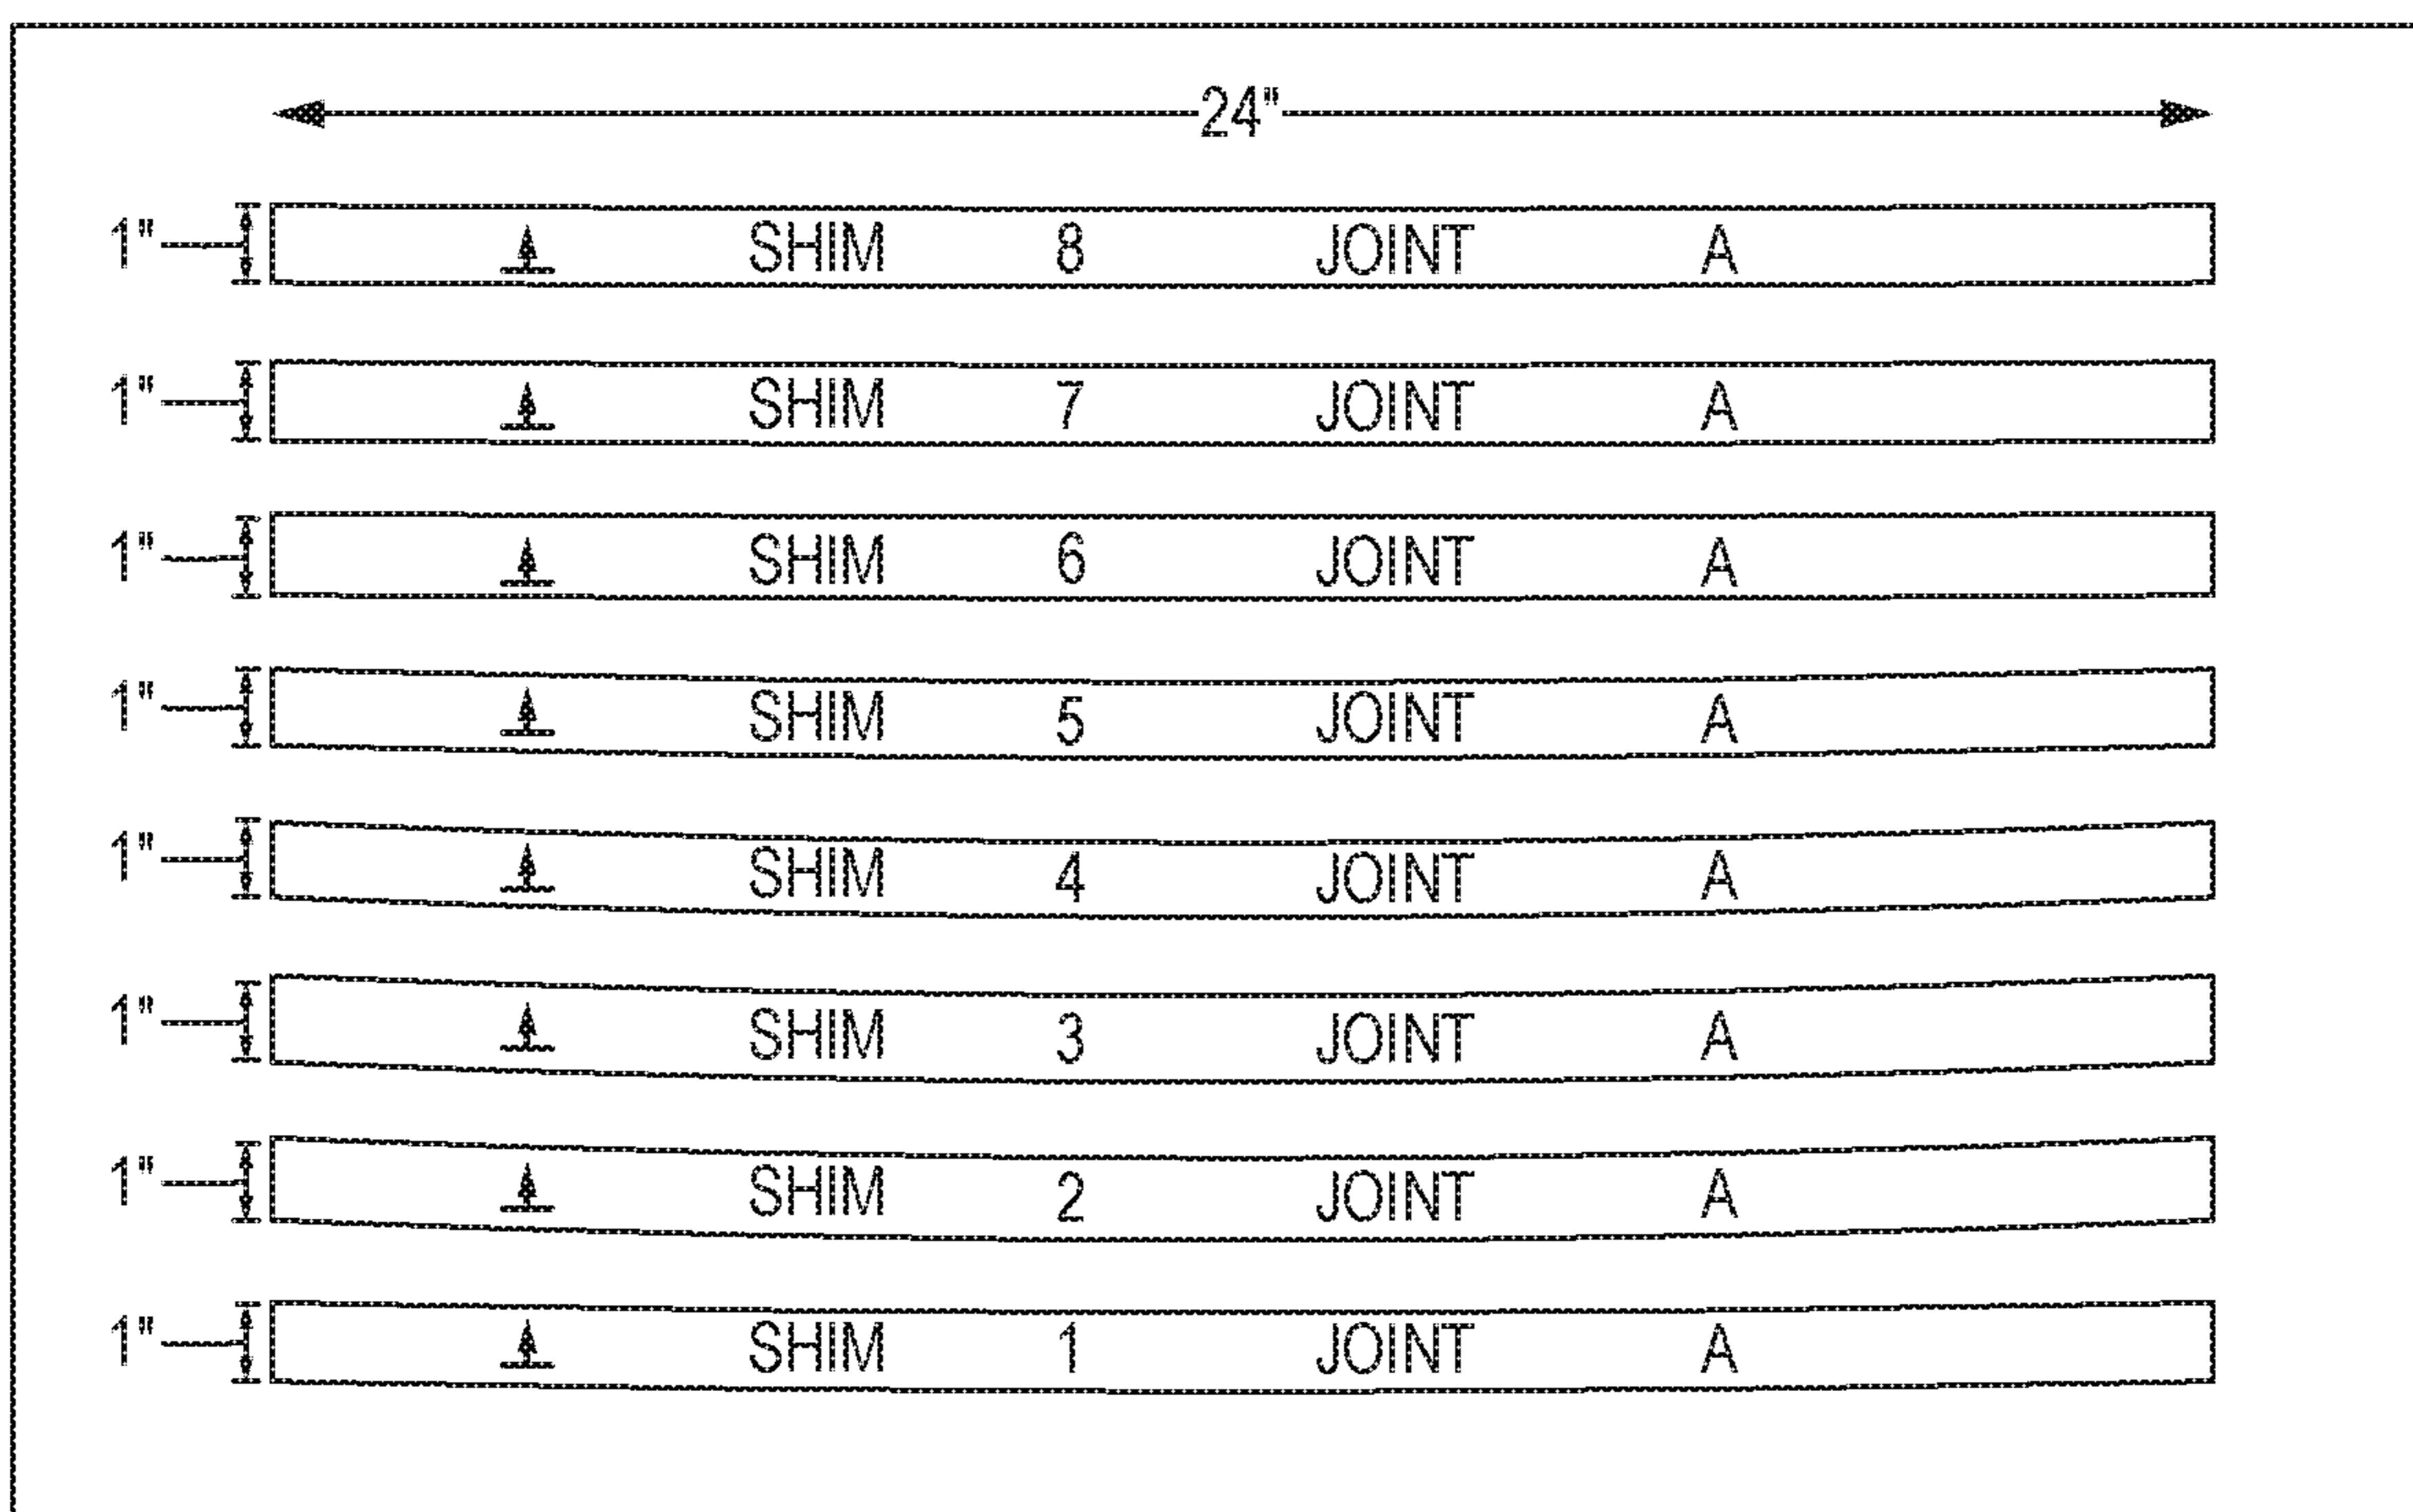 24"
1" SHIM 8 JOINT A
1" SHIM 7 JOINT A
1" SHIM 6 JOINT A
1" SHIM 5 JOINT A
1" SHIM 4 JOINT A
1" SHIM 3 JOINT A
1" SHIM 2 JOINT A
1" SHIM 1 JOINT A